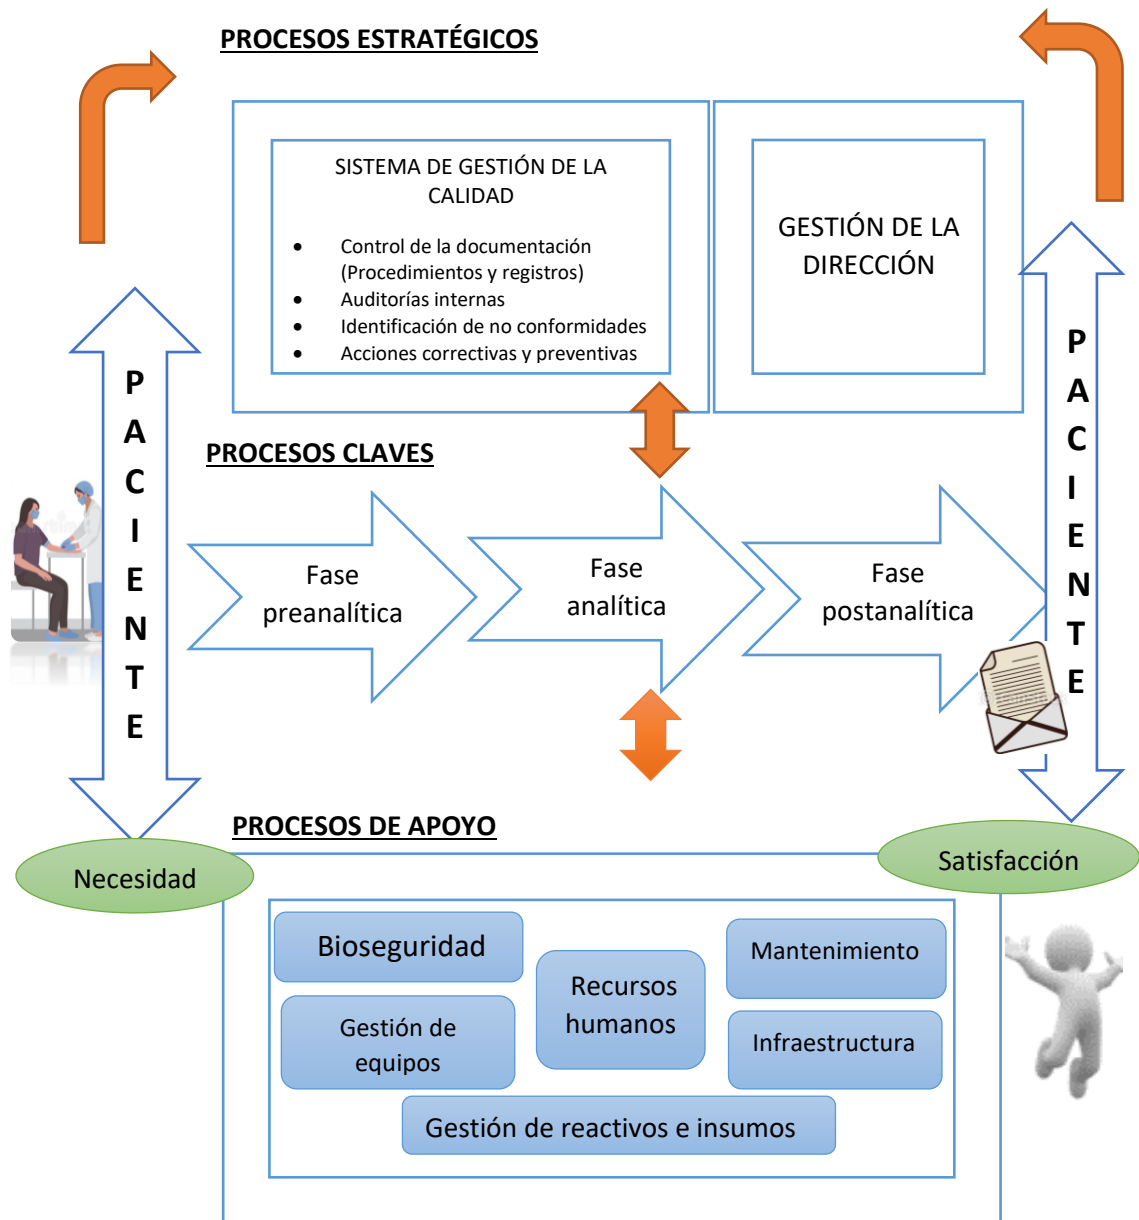 PROCESOS ESTRATÉGICOS
SISTEMA DE GESTIÓN DE LA
CALIDAD
• Control de la documentación
(Procedimientos y registros)
• Auditorías internas
• Identificación de no conformidades
• Acciones correctivas y preventivas
GESTIÓN DE LA
DIRECCIÓN
P
A
C
I
E
N
T
E
P
A
C
I
E
N
T
E
PROCESOS CLAVES
Fase
preanalítica
Fase
analítica
Fase
postanalítica
PROCESOS DE APOYO
Necesidad
Satisfacción
Bioseguridad
Recursos
humanos
Mantenimiento
Gestión de
equipos
Infraestructura
Gestión de reactivos e insumos